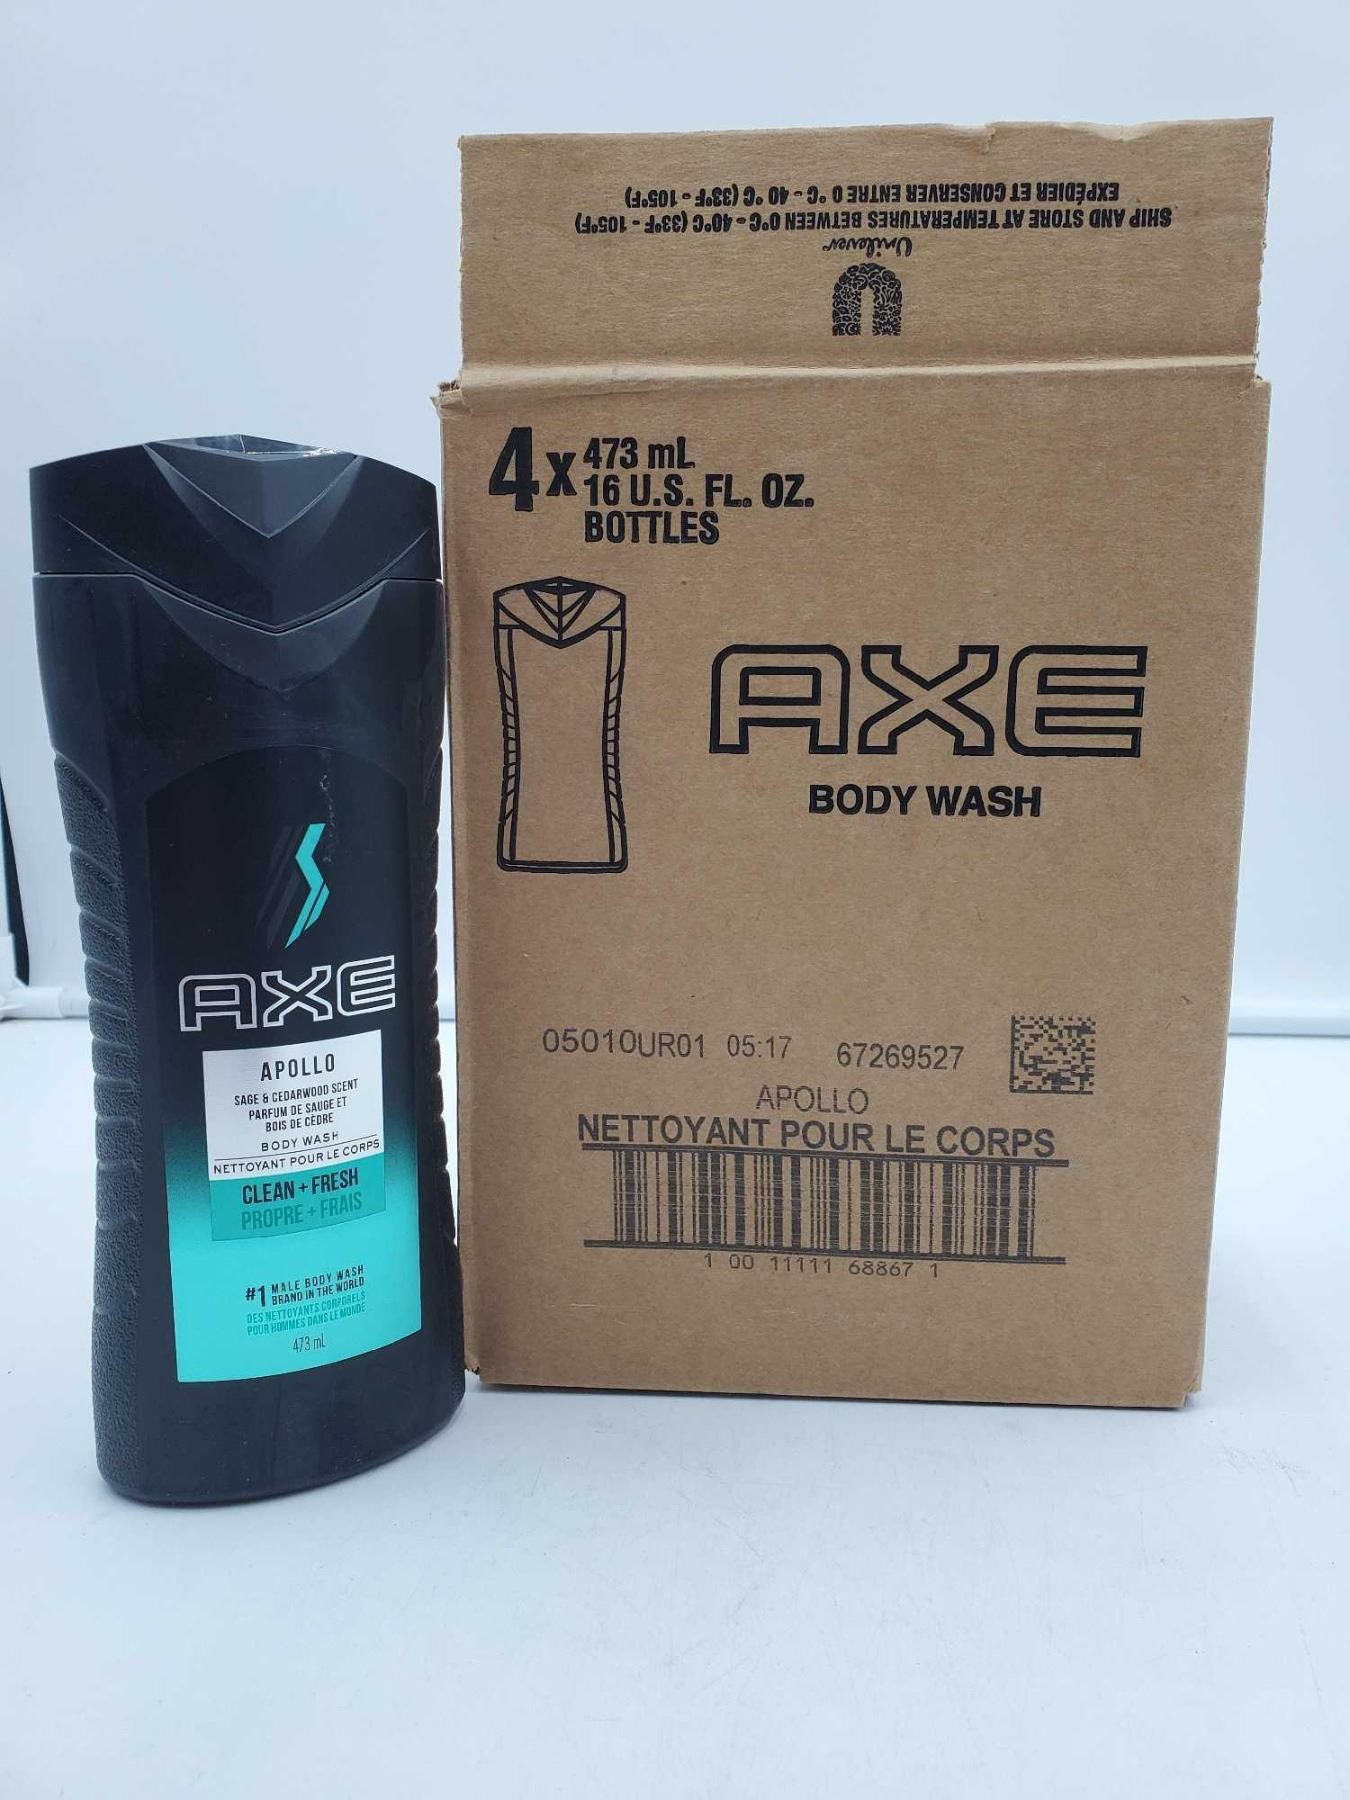 EXPÉDIER ET CONSERVER ENTRE 0 °C - 40 °C (33°F - 105°F)
SHIP AND STORE AT TEMPERATURES BETWEEN 0°C - 40°C (33°F - 105°F)
Unilever
4 x 473 mL
16 U.S. FL. OZ.
BOTTLES
AXE
BODY WASH
05010UR01 05:17 67269527
APOLLO
NETTOYANT POUR LE CORPS
1 00 11111 68867 1
AXE
APOLLO
SAGE & CEDARWOOD SCENT
PARFUM DE SAUGE ET
BOIS DE CÈDRE
BODY WASH
NETTOYANT POUR LE CORPS
CLEAN + FRESH
PROPRE + FRAIS
#1 MALE BODY WASH
BRAND IN THE WORLD
DES NETTOYANTS CORPORELS
POUR HOMMES DANS LE MONDE
473 mL